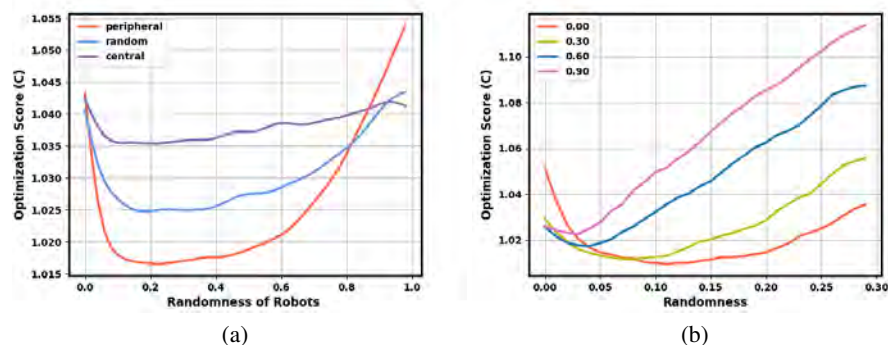 peripheral
random
central
1.055
1.050
1.045
1.040
1.035
1.030
1.025
1.020
1.015
Optimization Score (C)
0.0 0.2 0.4 0.6 0.8 1.0
Randomness of Robots
(a)
0.00
0.30
0.60
0.90
1.10
1.08
1.06
1.04
1.02
Optimization Score (C)
0.00 0.05 0.10 0.15 0.20 0.25 0.30
Randomness
(b)